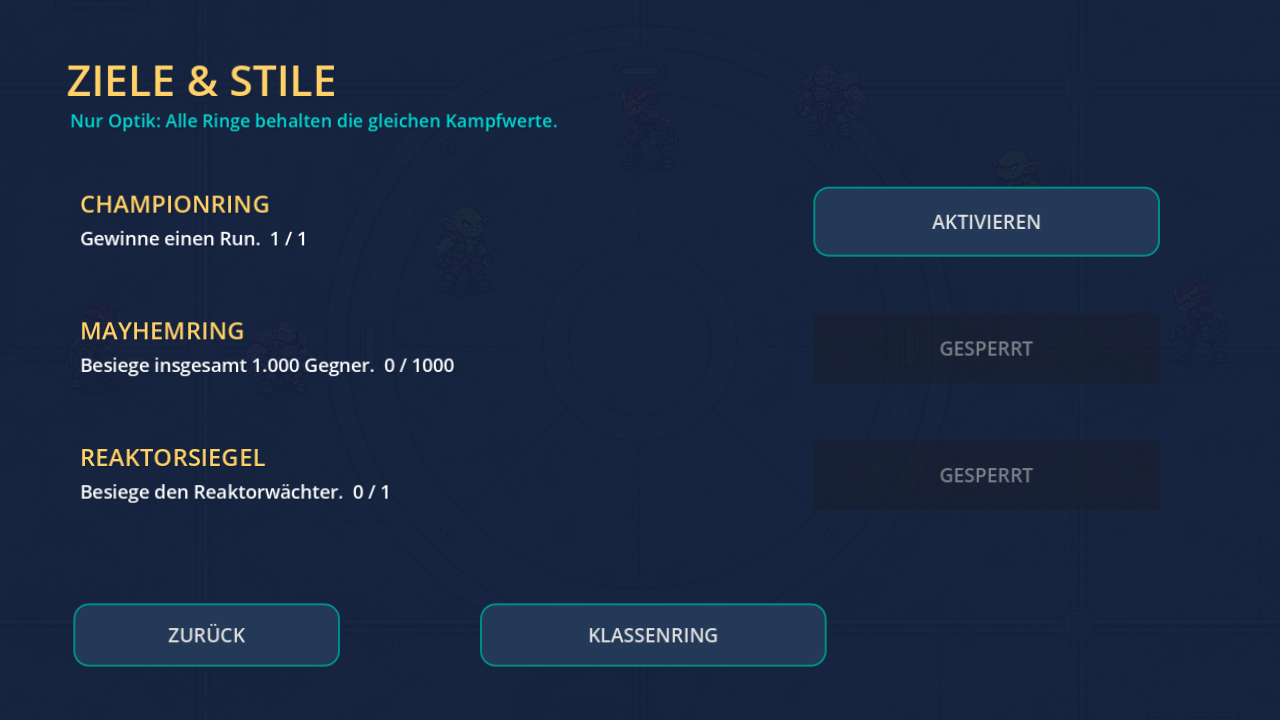 ZIELE & STILE
Nur Optik: Alle Ringe behalten die gleichen Kampfwerte.
CHAMPIONRING
Gewinne einen Run.  1 / 1
AKTIVIEREN
MAYHEMRING
Besiege insgesamt 1.000 Gegner.  0 / 1000
GESPERRT
REAKTORSIEGEL
Besiege den Reaktorwächter.  0 / 1
GESPERRT
ZURÜCK
KLASSENRING